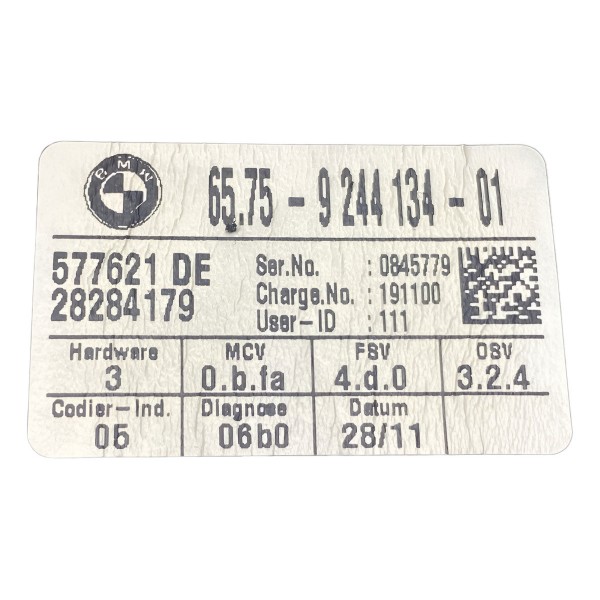 BMW
65.75 - 9 244 134 - 01
577621 DE
28284179
Ser.No. : 0845779
Charge.No. : 191100
User-ID : 111
Hardware MCV FSV OSV
3 0.b.fa 4.d.0 3.2.4
Codier-Ind. Diagnose Datum
05 06b0 28/11